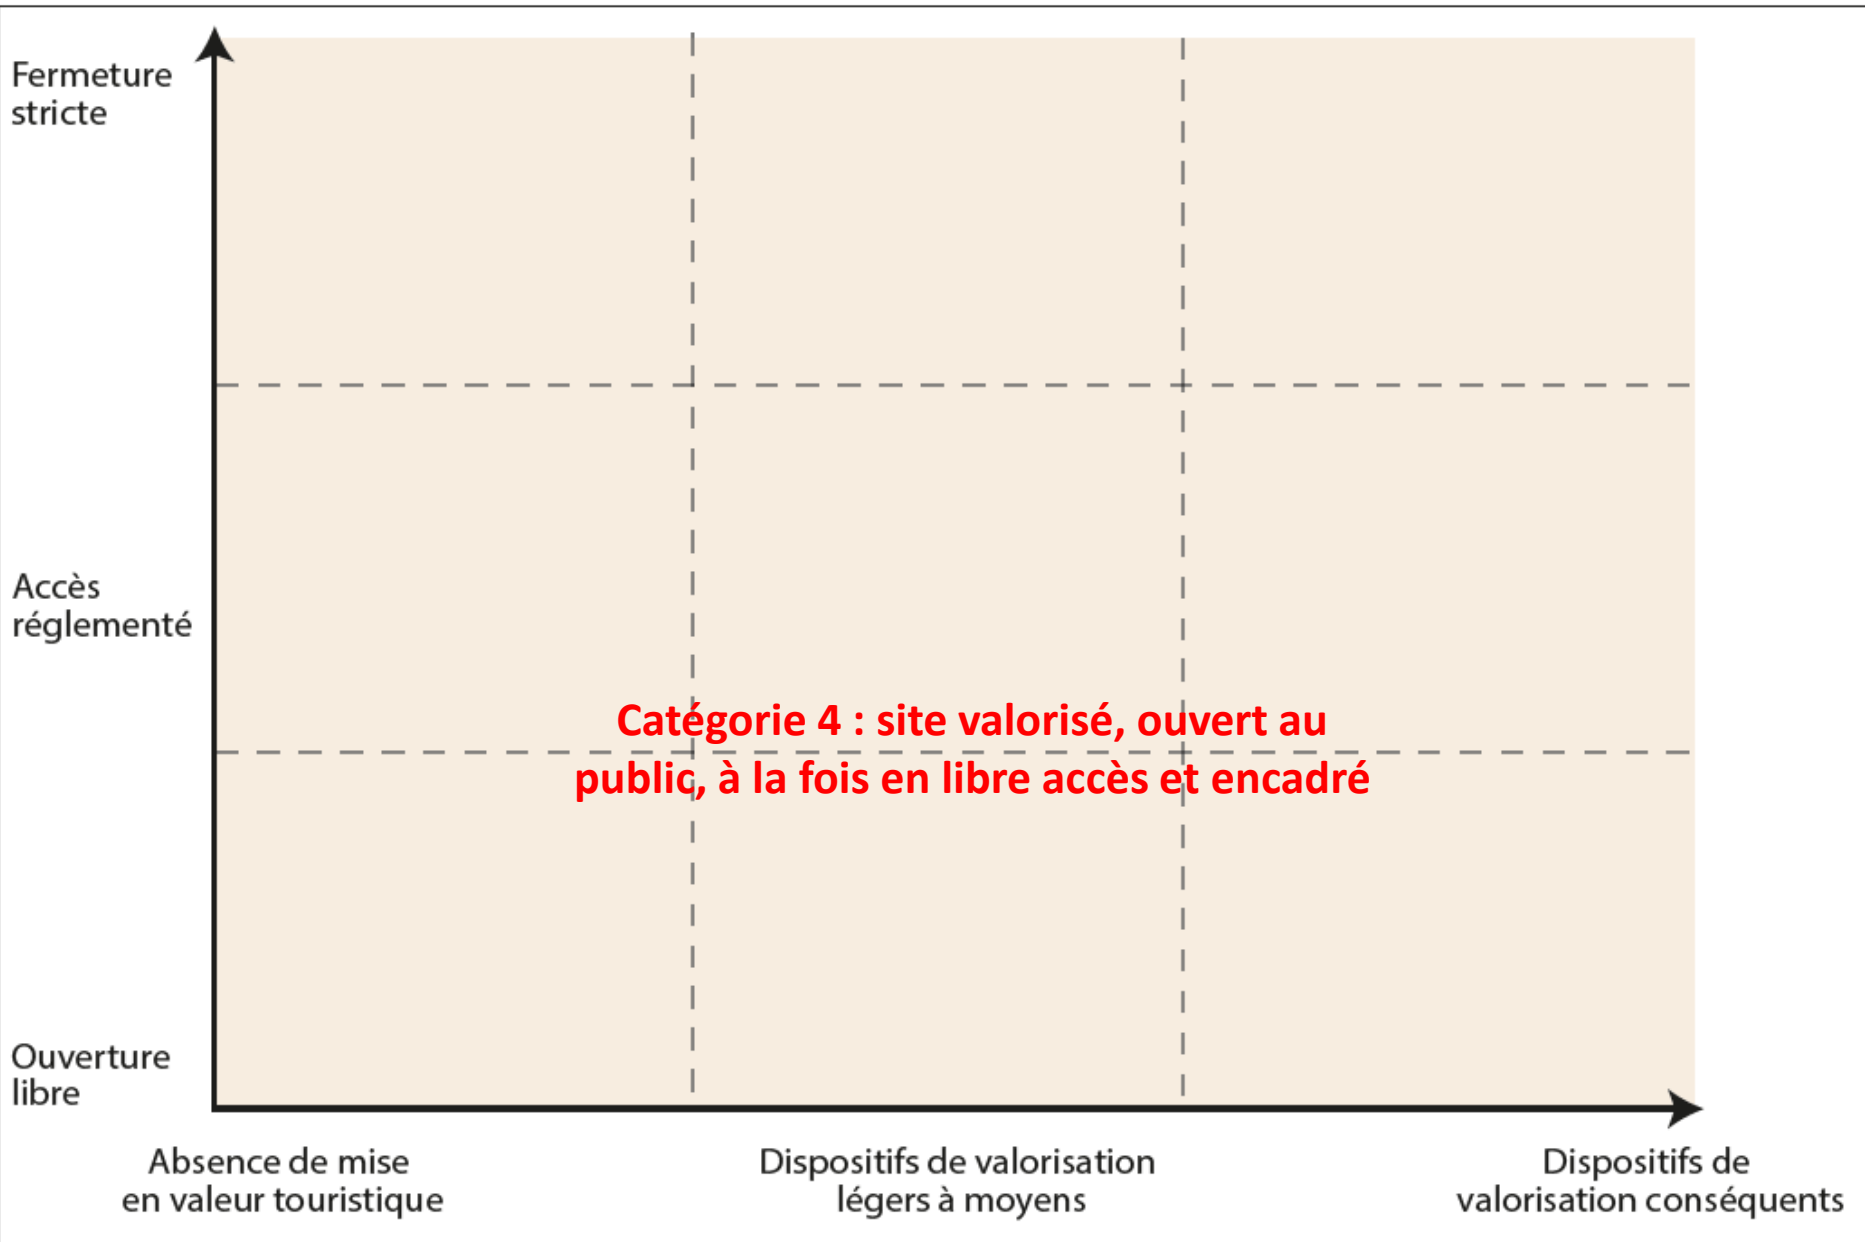 Fermeture
stricte
Accès
réglementé
Catégorie 4 : site valorisé, ouvert au
public, à la fois en libre accès et encadré
Ouverture
libre
Absence de mise
en valeur touristique
Dispositifs de valorisation
légers à moyens
Dispositifs de
valorisation conséquents